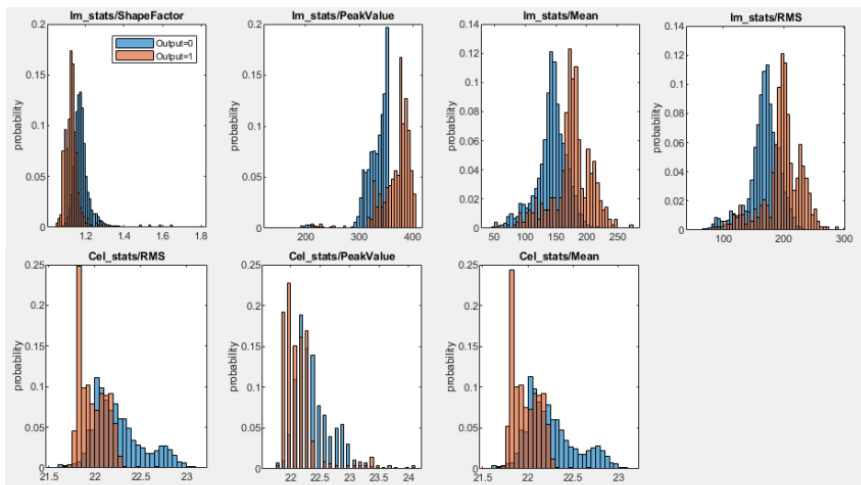 Im_stats/ShapeFactor
0.2
0.15
0.1
0.05
0
probability
Output=0
Output=1
1.2 1.4 1.6 1.8
Im_stats/PeakValue
0.2
0.15
0.1
0.05
0
probability
200 300 400
Im_stats/Mean
0.14
0.12
0.1
0.08
0.06
0.04
0.02
0
probability
50 100 150 200 250
Im_stats/RMS
0.14
0.12
0.1
0.08
0.06
0.04
0.02
0
probability
100 200 300
Cel_stats/RMS
0.25
0.2
0.15
0.1
0.05
0
probability
21.5 22 22.5 23
Cel_stats/PeakValue
0.25
0.2
0.15
0.1
0.05
0
probability
22 22.5 23 23.5 24
Cel_stats/Mean
0.25
0.2
0.15
0.1
0.05
0
probability
21.5 22 22.5 23